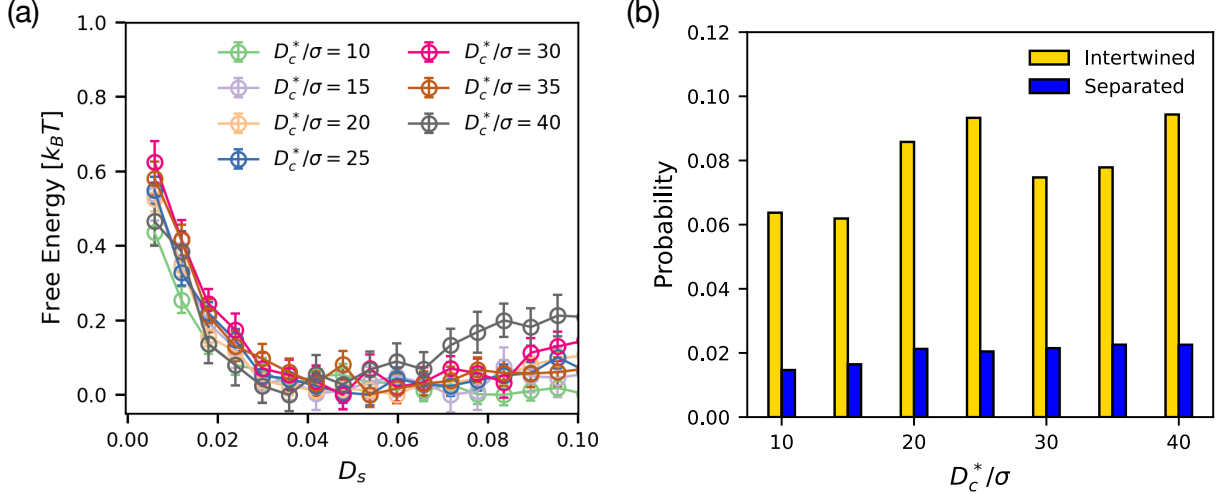 (a)
1.0
0.8
0.6
0.4
0.2
0.0
Free Energy [k_BT]
D_c^*/σ = 10
D_c^*/σ = 15
D_c^*/σ = 20
D_c^*/σ = 25
D_c^*/σ = 30
D_c^*/σ = 35
D_c^*/σ = 40
0.00 0.02 0.04 0.06 0.08 0.10
D_s
(b)
0.12
0.10
0.08
0.06
0.04
0.02
0.00
Probability
Intertwined
Separated
10 20 30 40
D_c^*/σ